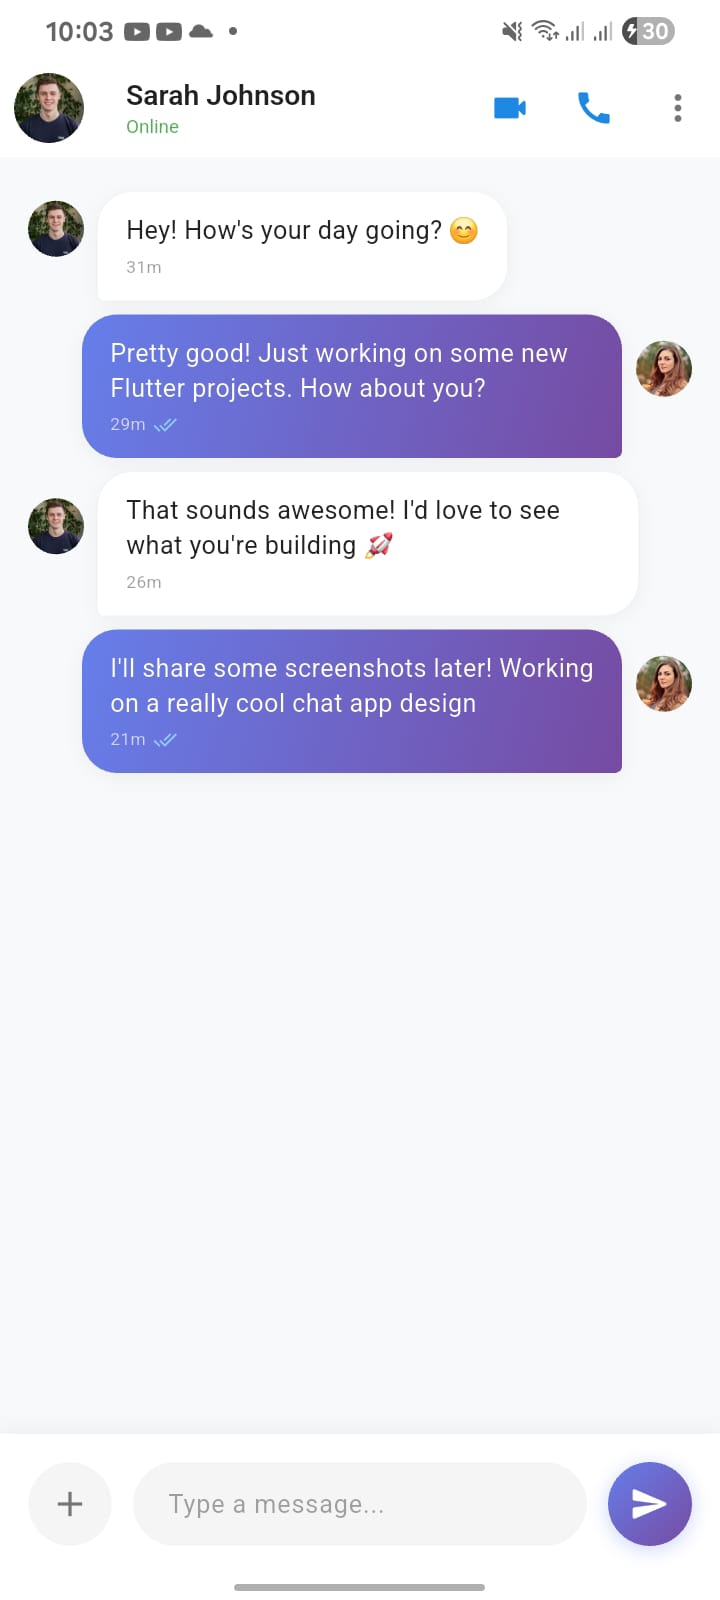 10:03
30
Sarah Johnson
Online
Hey! How's your day going? 😊
31m
Pretty good! Just working on some new
Flutter projects. How about you?
29m
That sounds awesome! I'd love to see
what you're building 🚀
26m
I'll share some screenshots later! Working
on a really cool chat app design
21m
Type a message...